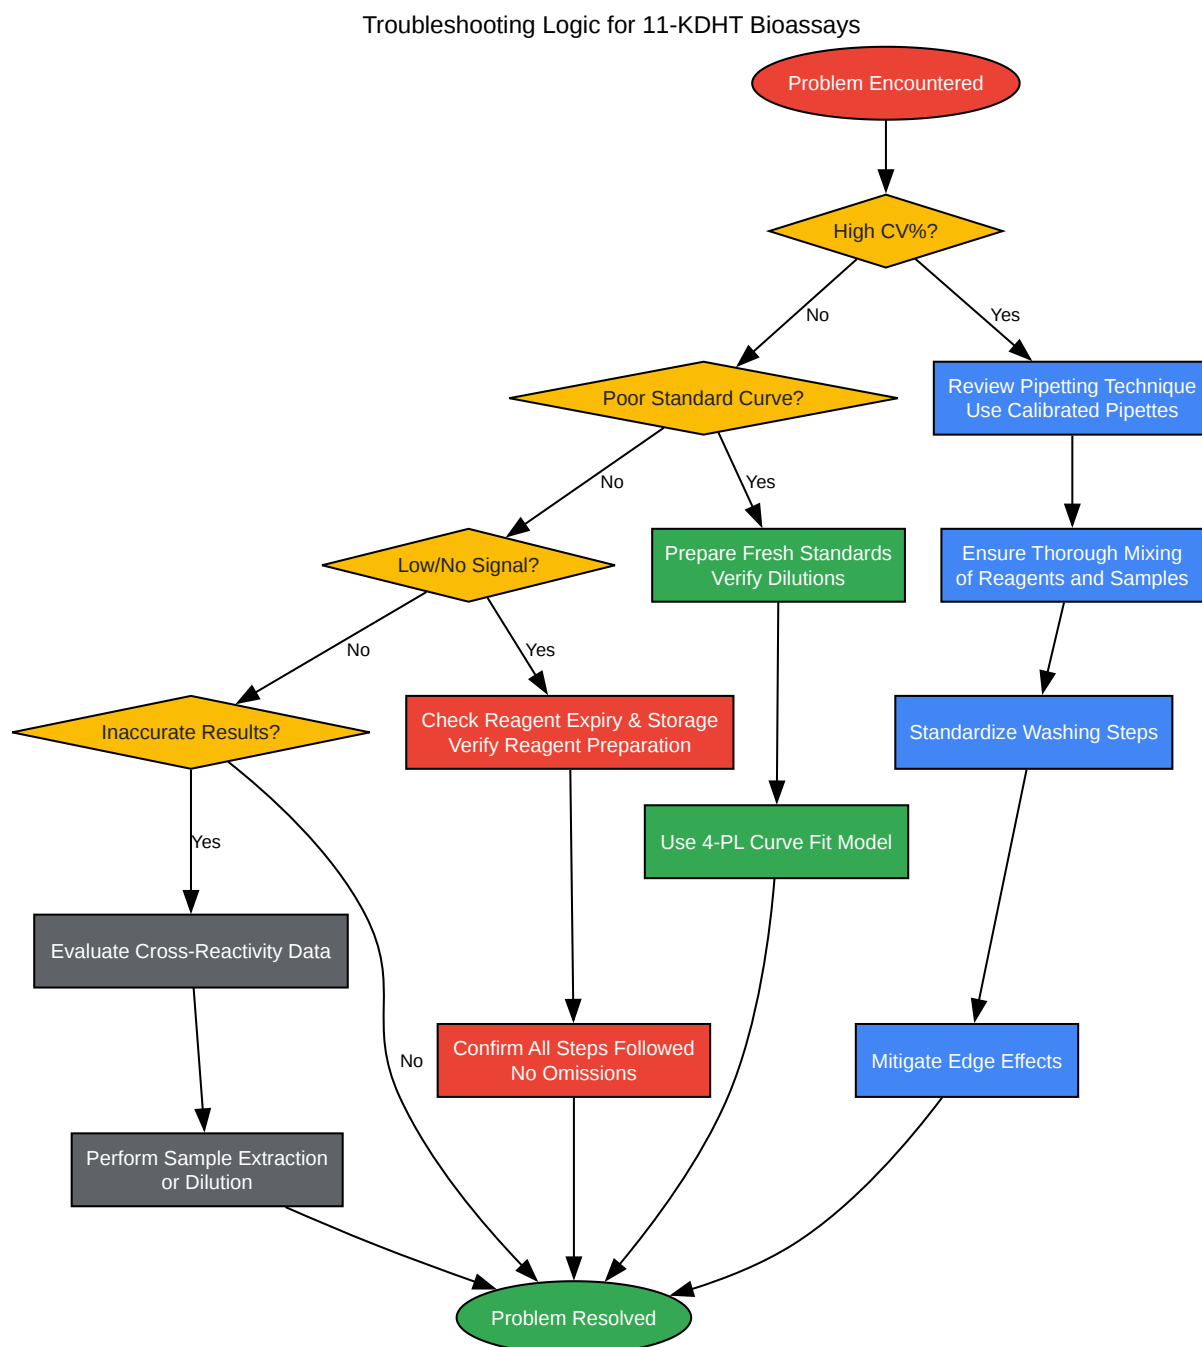 Troubleshooting Logic for 11-KDHT Bioassays
Problem Encountered
High CV%?
No
Yes
Poor Standard Curve?
Review Pipetting Technique
Use Calibrated Pipettes
No
Yes
Low/No Signal?
Prepare Fresh Standards
Verify Dilutions
Ensure Thorough Mixing
of Reagents and Samples
No
Yes
Inaccurate Results?
Check Reagent Expiry & Storage
Verify Reagent Preparation
Standardize Washing Steps
Yes
Use 4-PL Curve Fit Model
Evaluate Cross-Reactivity Data
No
Confirm All Steps Followed
No Omissions
Mitigate Edge Effects
Perform Sample Extraction
or Dilution
Problem Resolved